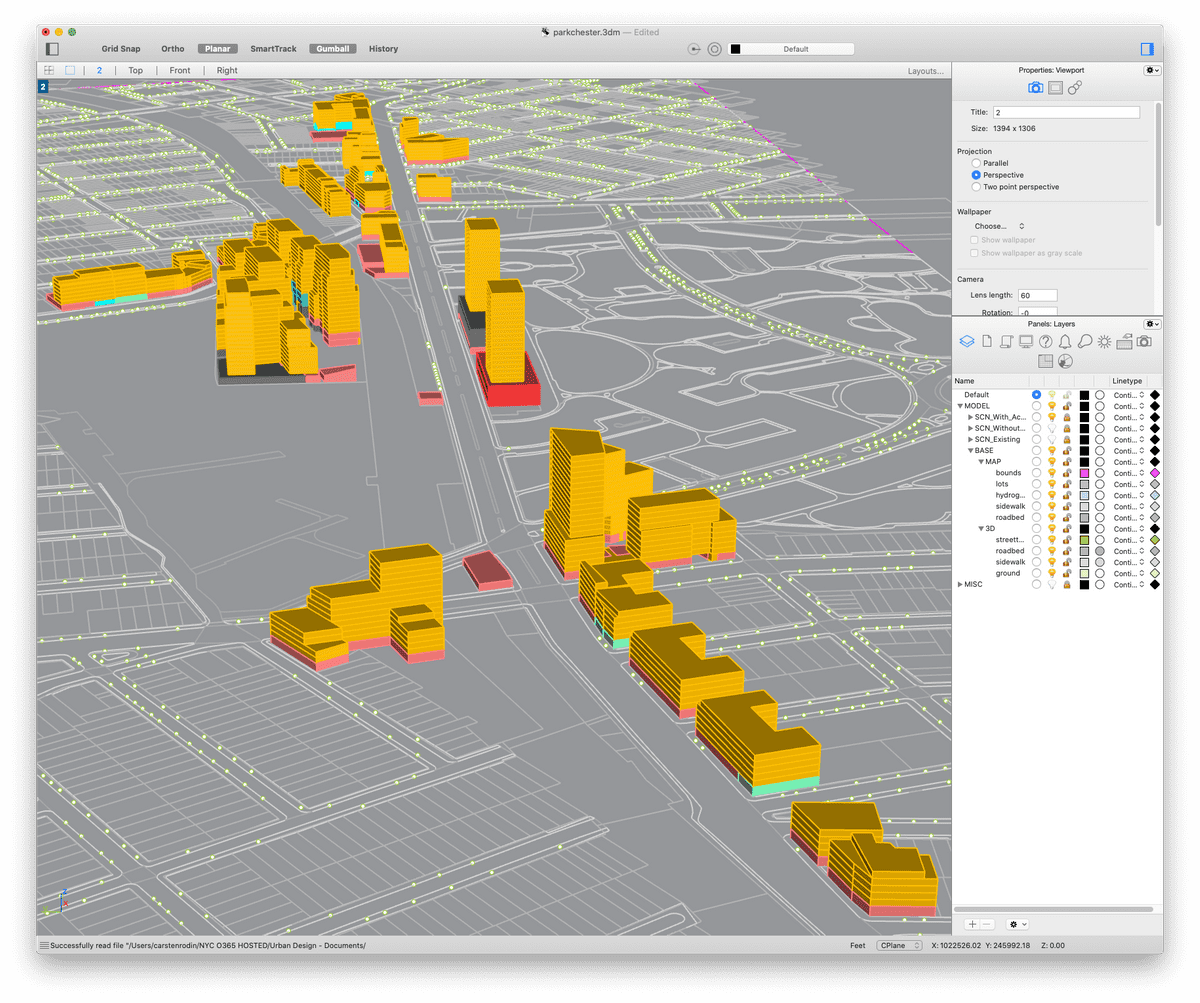 parkchester.3dm — Edited
Grid Snap Ortho Planar SmartTrack Gumball History Default
2 Top Front Right Layouts...
2
Properties: Viewport
Title: 2
Size: 1394 x 1306
Projection
Parallel
Perspective
Two point perspective
Wallpaper
Choose...
Show wallpaper
Show wallpaper as gray scale
Camera
Lens length: 60
Rotation: -0
Panels: Layers
Name Linetype
Default Conti...
MODEL Conti...
SCN_With_Ac... Conti...
SCN_Without... Conti...
SCN_Existing Conti...
BASE Conti...
MAP Conti...
bounds Conti...
lots Conti...
hydrog... Conti...
sidewalk Conti...
roadbed Conti...
3D Conti...
streett... Conti...
roadbed Conti...
sidewalk Conti...
ground Conti...
MISC Conti...
z
x
Successfully read file "/Users/carstenrodin/NYC O365 HOSTED/Urban Design - Documents/ Feet CPlane X: 1022526.02 Y: 245992.18 Z: 0.00